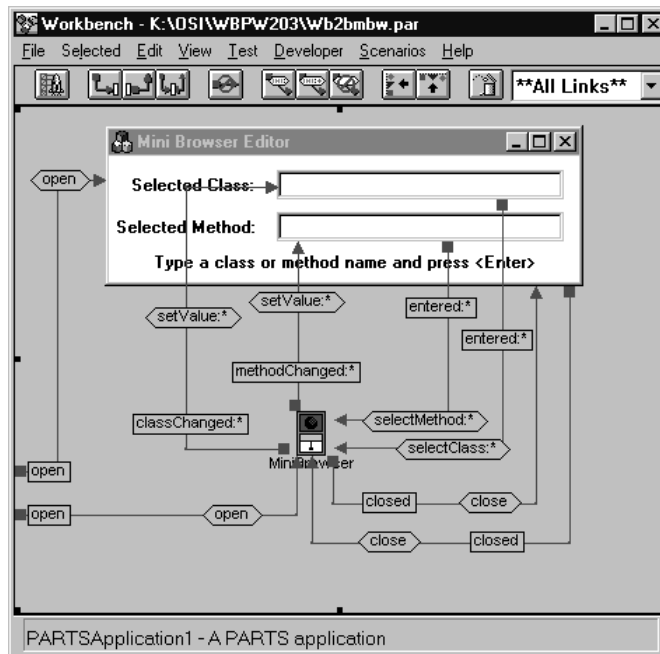 Workbench - K:\OSI\WBPW203\Wb2bmbw.par
File Selected Edit View Test Developer Scenarios Help
**All Links**
Mini Browser Editor
open
Selected Class:
Selected Method:
Type a class or method name and press <Enter>
setValue:*
setValue:*
entered:*
entered:*
methodChanged:*
classChanged:*
selectMethod:*
selectClass:*
MiniBrowser
open
closed
close
open
open
close
closed
PARTSApplication1 - A PARTS application